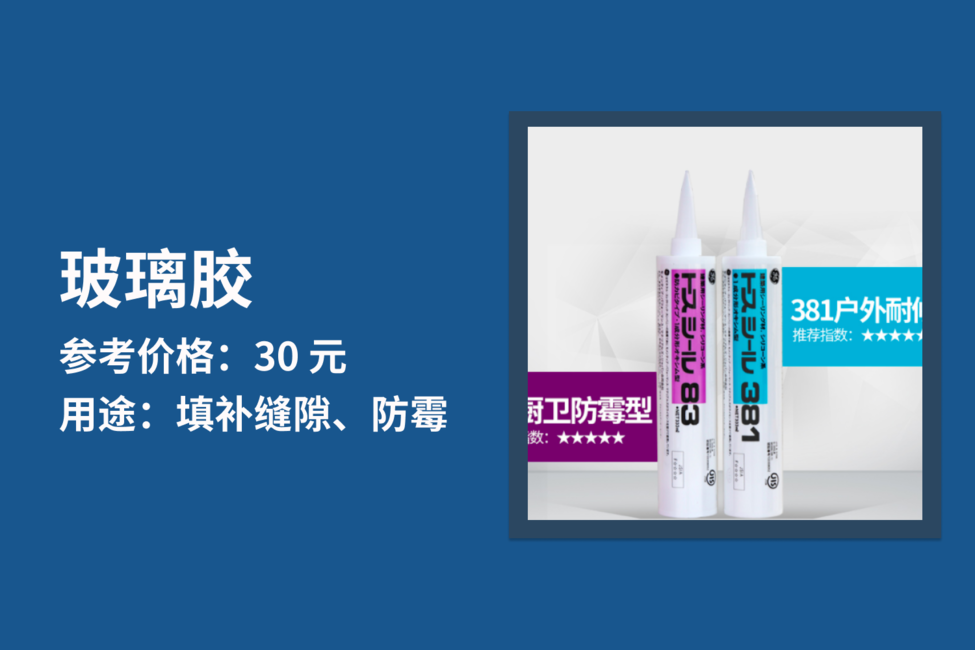 玻璃胶
参考价格：30 元
用途：填补缝隙、防霉
381户外耐
推荐指数：★★★★★
厨卫防霉型
数：★★★★★
トスシール 83
トスシール 381